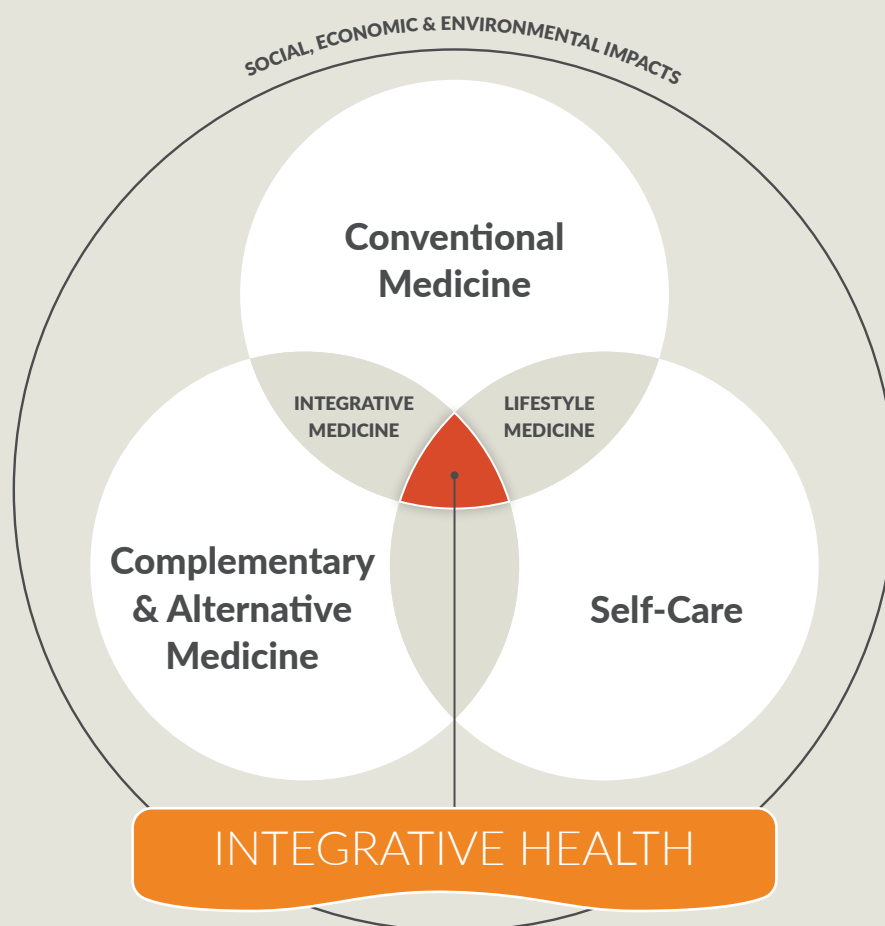 SOCIAL, ECONOMIC & ENVIRONMENTAL IMPACTS
Conventional
Medicine
INTEGRATIVE
MEDICINE
LIFESTYLE
MEDICINE
Complementary
& Alternative
Medicine
Self-Care
INTEGRATIVE HEALTH